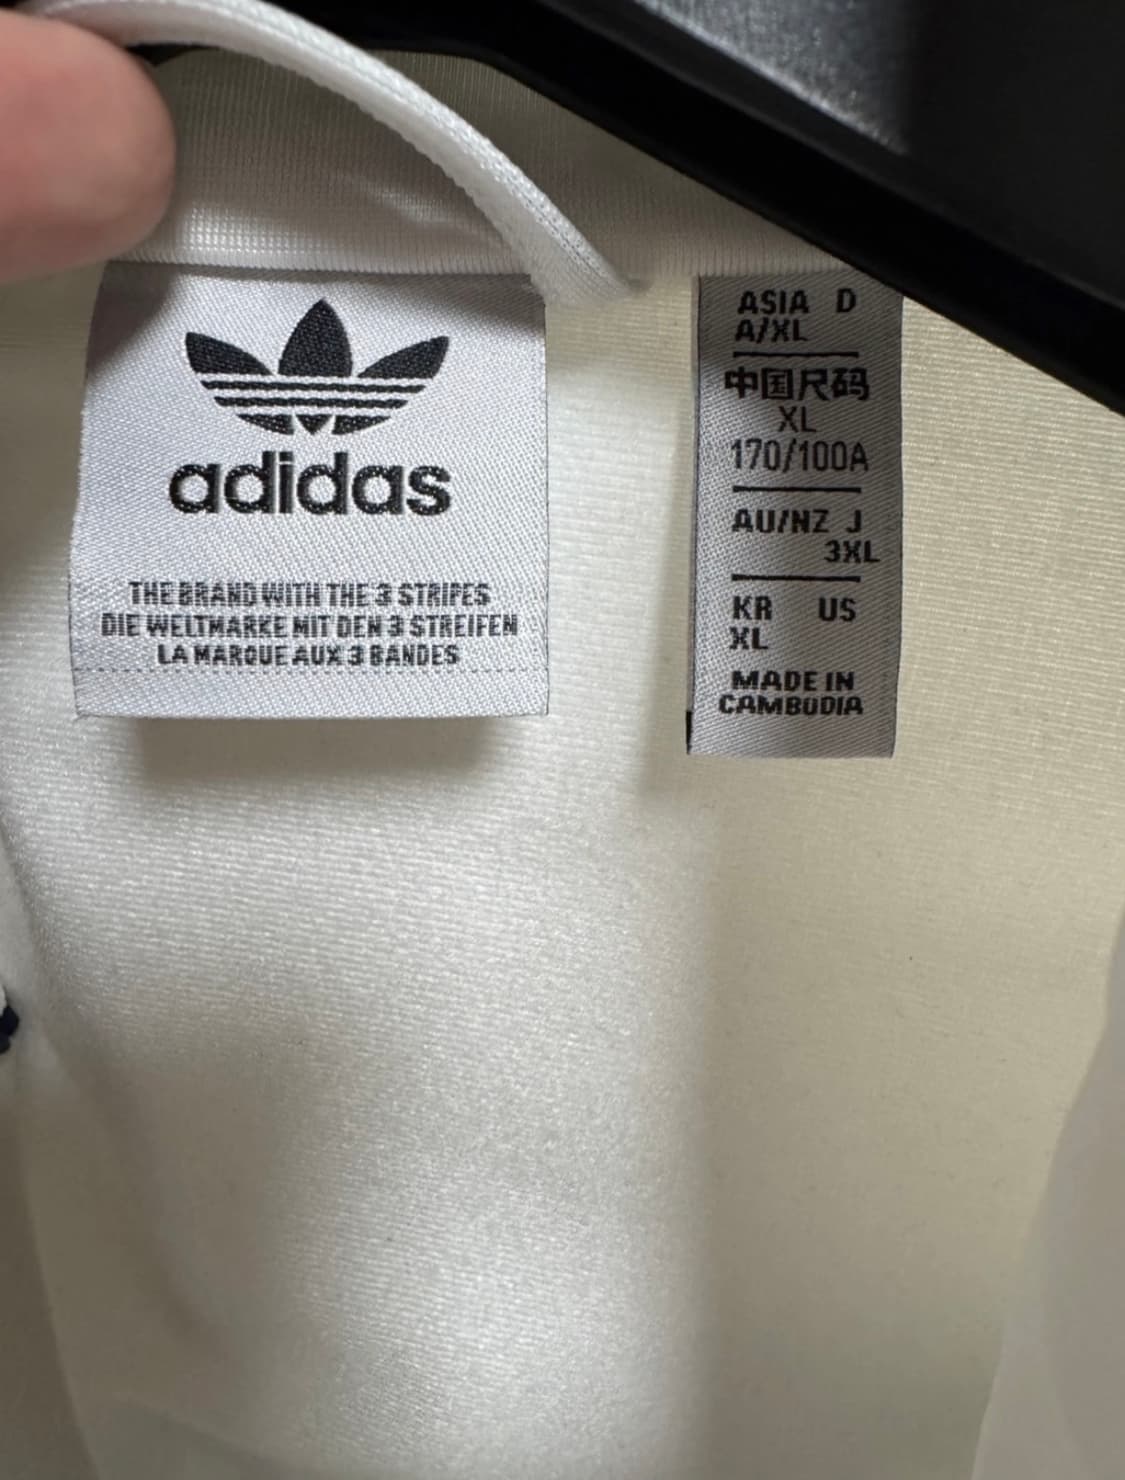 adidas
THE BRAND WITH THE 3 STRIPES
DIE WELTMARKE MIT DEN 3 STREIFEN
LA MARQUE AUX 3 BANDES
ASIA D
A/XL
中国尺码
XL
170/100A
AU/NZ J
3XL
KR US
XL
MADE IN
CAMBODIA